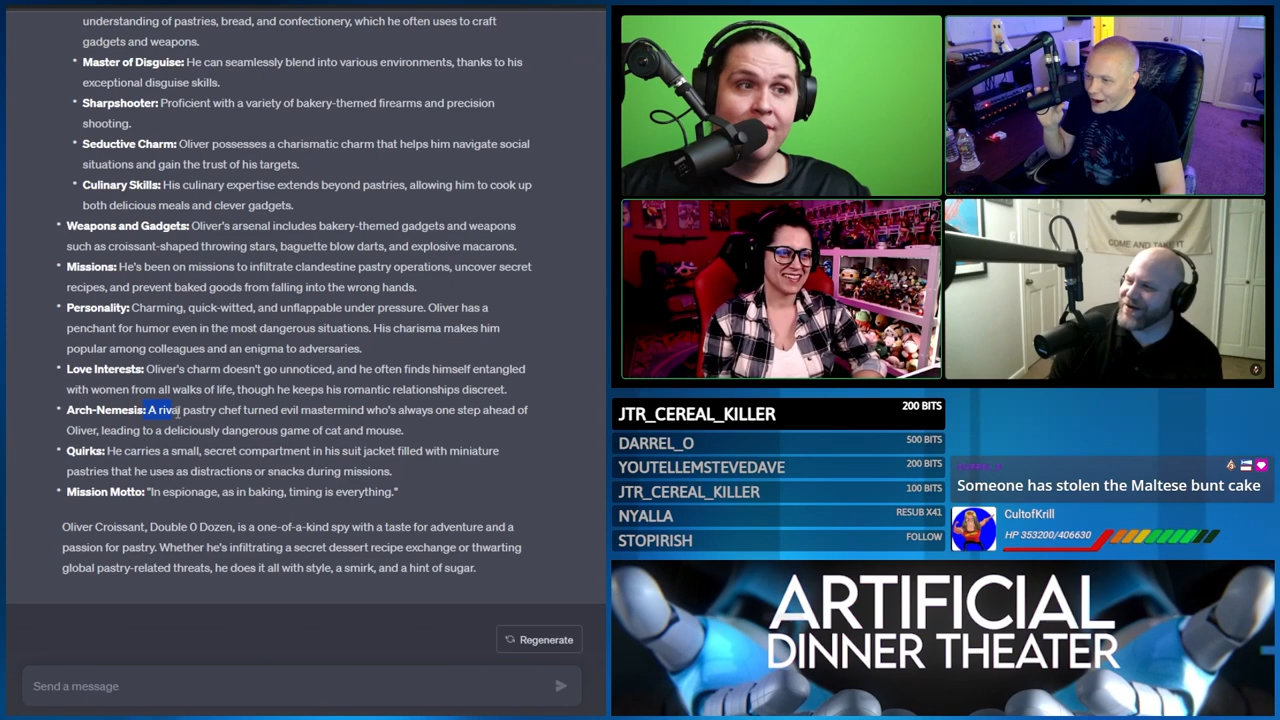 understanding of pastries, bread, and confectionery, which he often uses to craft
gadgets and weapons.
• Master of Disguise: He can seamlessly blend into various environments, thanks to his
exceptional disguise skills.
• Sharpshooter: Proficient with a variety of bakery-themed firearms and precision
shooting.
• Seductive Charm: Oliver possesses a charismatic charm that helps him navigate social
situations and gain the trust of his targets.
• Culinary Skills: His culinary expertise extends beyond pastries, allowing him to cook up
both delicious meals and clever gadgets.
• Weapons and Gadgets: Oliver's arsenal includes bakery-themed gadgets and weapons
such as croissant-shaped throwing stars, baguette blow darts, and explosive macarons.
• Missions: He's been on missions to infiltrate clandestine pastry operations, uncover secret
recipes, and prevent baked goods from falling into the wrong hands.
• Personality: Charming, quick-witted, and unflappable under pressure. Oliver has a
penchant for humor even in the most dangerous situations. His charisma makes him
popular among colleagues and an enigma to adversaries.
• Love Interests: Oliver's charm doesn't go unnoticed, and he often finds himself entangled
with women from all walks of life, though he keeps his romantic relationships discreet.
• Arch-Nemesis: A rival pastry chef turned evil mastermind who's always one step ahead of
Oliver, leading to a deliciously dangerous game of cat and mouse.
• Quirks: He carries a small, secret compartment in his suit jacket filled with miniature
pastries that he uses as distractions or snacks during missions.
• Mission Motto: "In espionage, as in baking, timing is everything."
Oliver Croissant, Double 0 Dozen, is a one-of-a-kind spy with a taste for adventure and a
passion for pastry. Whether he's infiltrating a secret dessert recipe exchange or thwarting
global pastry-related threats, he does it all with style, a smirk, and a hint of sugar.
Regenerate
Send a message
COME AND TAKE IT
JTR_CEREAL_KILLER 200 BITS
DARREL_O 500 BITS
YOUTELLEMSTEVEDAVE 200 BITS
JTR_CEREAL_KILLER 100 BITS
NYALLA RESUB X41
STOPIRISH FOLLOW
Someone has stolen the Maltese bunt cake
CultofKrill
HP 353200/406630
ARTIFICIAL
DINNER THEATER